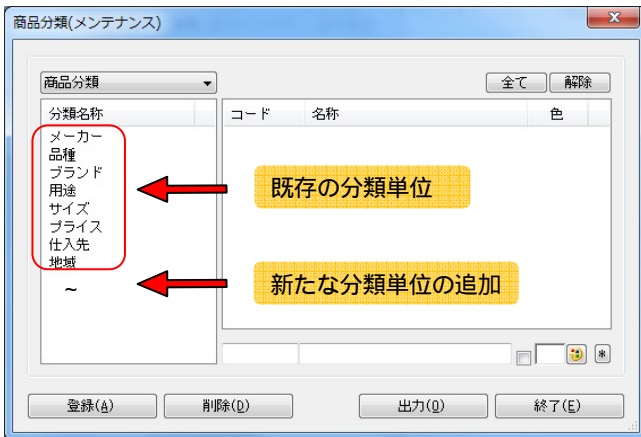 商品分類(メンテナンス)
商品分類
全て 解除
分類名称
コード 名称 色
メーカー
品種
ブランド
用途
サイズ
プライス
仕入先
地域
~
既存の分類単位
新たな分類単位の追加
*
登録(A) 削除(D) 出力(O) 終了(E)